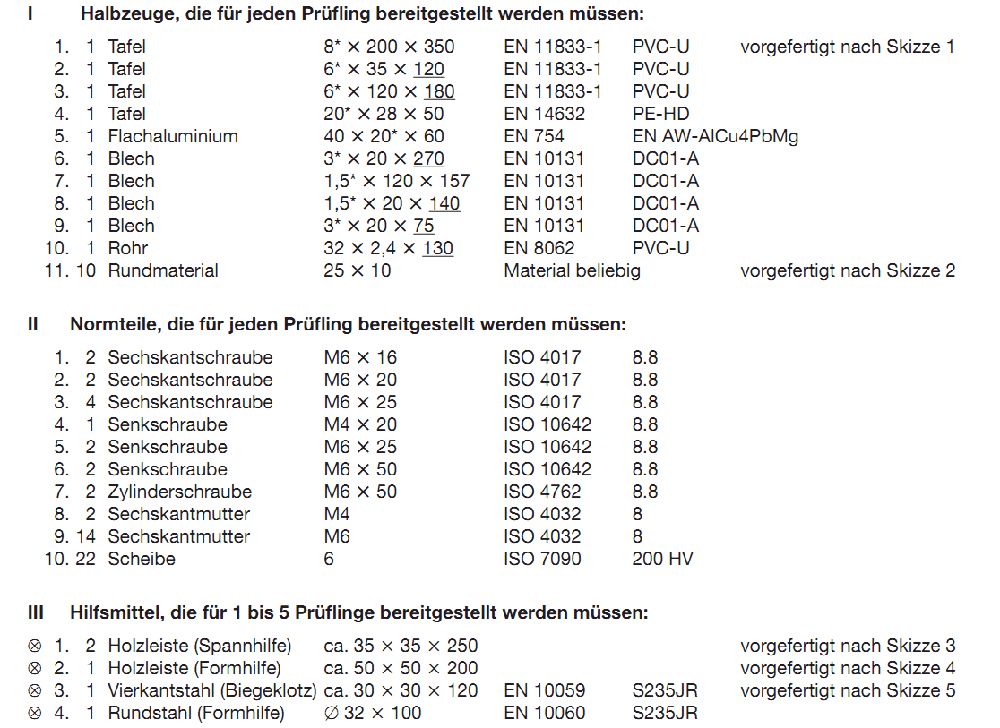 I Halbzeuge, die für jeden Prüfling bereitgestellt werden müssen:
1. 1 Tafel 8* × 200 × 350 EN 11833-1 PVC-U vorgefertigt nach Skizze 1
2. 1 Tafel 6* × 35 × 120 EN 11833-1 PVC-U
3. 1 Tafel 6* × 120 × 180 EN 11833-1 PVC-U
4. 1 Tafel 20* × 28 × 50 EN 14632 PE-HD
5. 1 Flachaluminium 40 × 20* × 60 EN 754 EN AW-AlCu4PbMg
6. 1 Blech 3* × 20 × 270 EN 10131 DC01-A
7. 1 Blech 1,5* × 120 × 157 EN 10131 DC01-A
8. 1 Blech 1,5* × 20 × 140 EN 10131 DC01-A
9. 1 Blech 3* × 20 × 75 EN 10131 DC01-A
10. 1 Rohr 32 × 2,4 × 130 EN 8062 PVC-U
11. 10 Rundmaterial 25 × 10 Material beliebig vorgefertigt nach Skizze 2
II Normteile, die für jeden Prüfling bereitgestellt werden müssen:
1. 2 Sechskantschraube M6 × 16 ISO 4017 8.8
2. 2 Sechskantschraube M6 × 20 ISO 4017 8.8
3. 4 Sechskantschraube M6 × 25 ISO 4017 8.8
4. 1 Senkschraube M4 × 20 ISO 10642 8.8
5. 2 Senkschraube M6 × 25 ISO 10642 8.8
6. 2 Senkschraube M6 × 50 ISO 10642 8.8
7. 2 Zylinderschraube M6 × 50 ISO 4762 8.8
8. 2 Sechskantmutter M4 ISO 4032 8
9. 14 Sechskantmutter M6 ISO 4032 8
10. 22 Scheibe 6 ISO 7090 200 HV
III Hilfsmittel, die für 1 bis 5 Prüflinge bereitgestellt werden müssen:
⊗ 1. 2 Holzleiste (Spannhilfe) ca. 35 × 35 × 250 vorgefertigt nach Skizze 3
⊗ 2. 1 Holzleiste (Formhilfe) ca. 50 × 50 × 200 vorgefertigt nach Skizze 4
⊗ 3. 1 Vierkantstahl (Biegeklotz) ca. 30 × 30 × 120 EN 10059 S235JR vorgefertigt nach Skizze 5
⊗ 4. 1 Rundstahl (Formhilfe) ∅ 32 × 100 EN 10060 S235JR